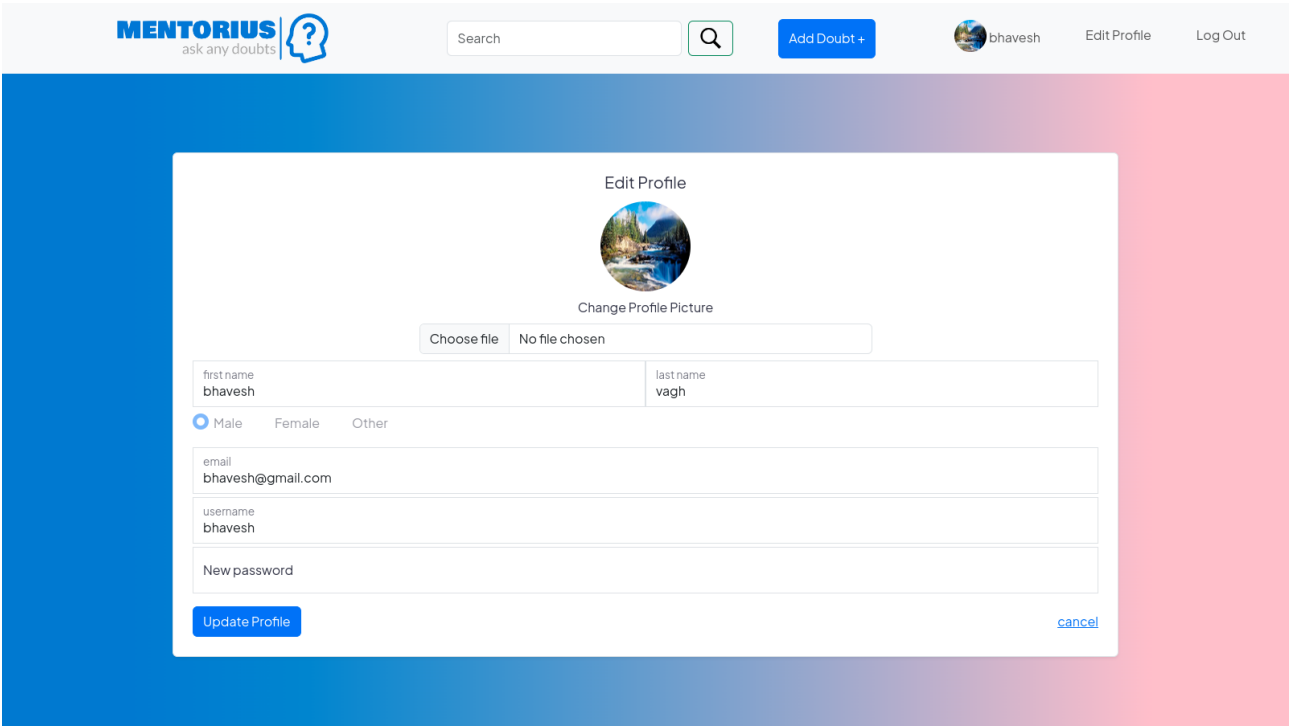 MENTORIUS
ask any doubts
Search
Add Doubt +
bhavesh
Edit Profile
Log Out
Edit Profile
Change Profile Picture
Choose file No file chosen
first name
bhavesh
last name
vagh
Male Female Other
email
bhavesh@gmail.com
username
bhavesh
New password
Update Profile
cancel